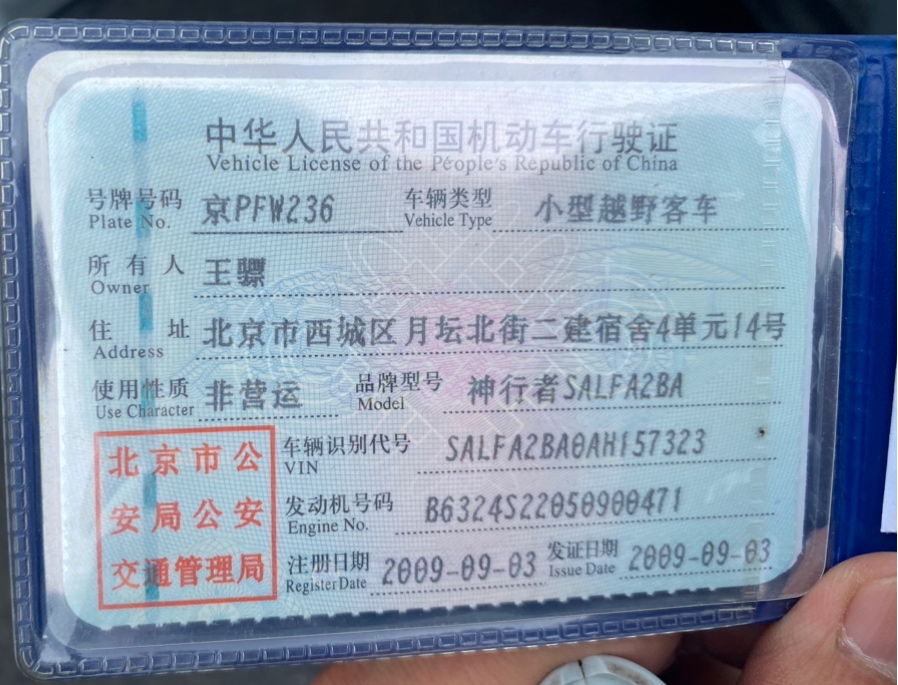 中华人民共和国机动车行驶证
Vehicle License of the People's Republic of China
号牌号码 京PFW236 车辆类型 小型越野客车
Plate No. Vehicle Type
所有人 王骠
Owner
住址 北京市西城区月坛北街二建宿舍4单元14号
Address
使用性质 非营运 品牌型号 神行者SALFA2BA
Use Character Model
北京市公安局公安交通管理局
车辆识别代号 SALFA2BA0AH157323
VIN
发动机号码 B6324S22050900471
Engine No.
注册日期 2009-09-03 发证日期 2009-09-03
Register Date Issue Date